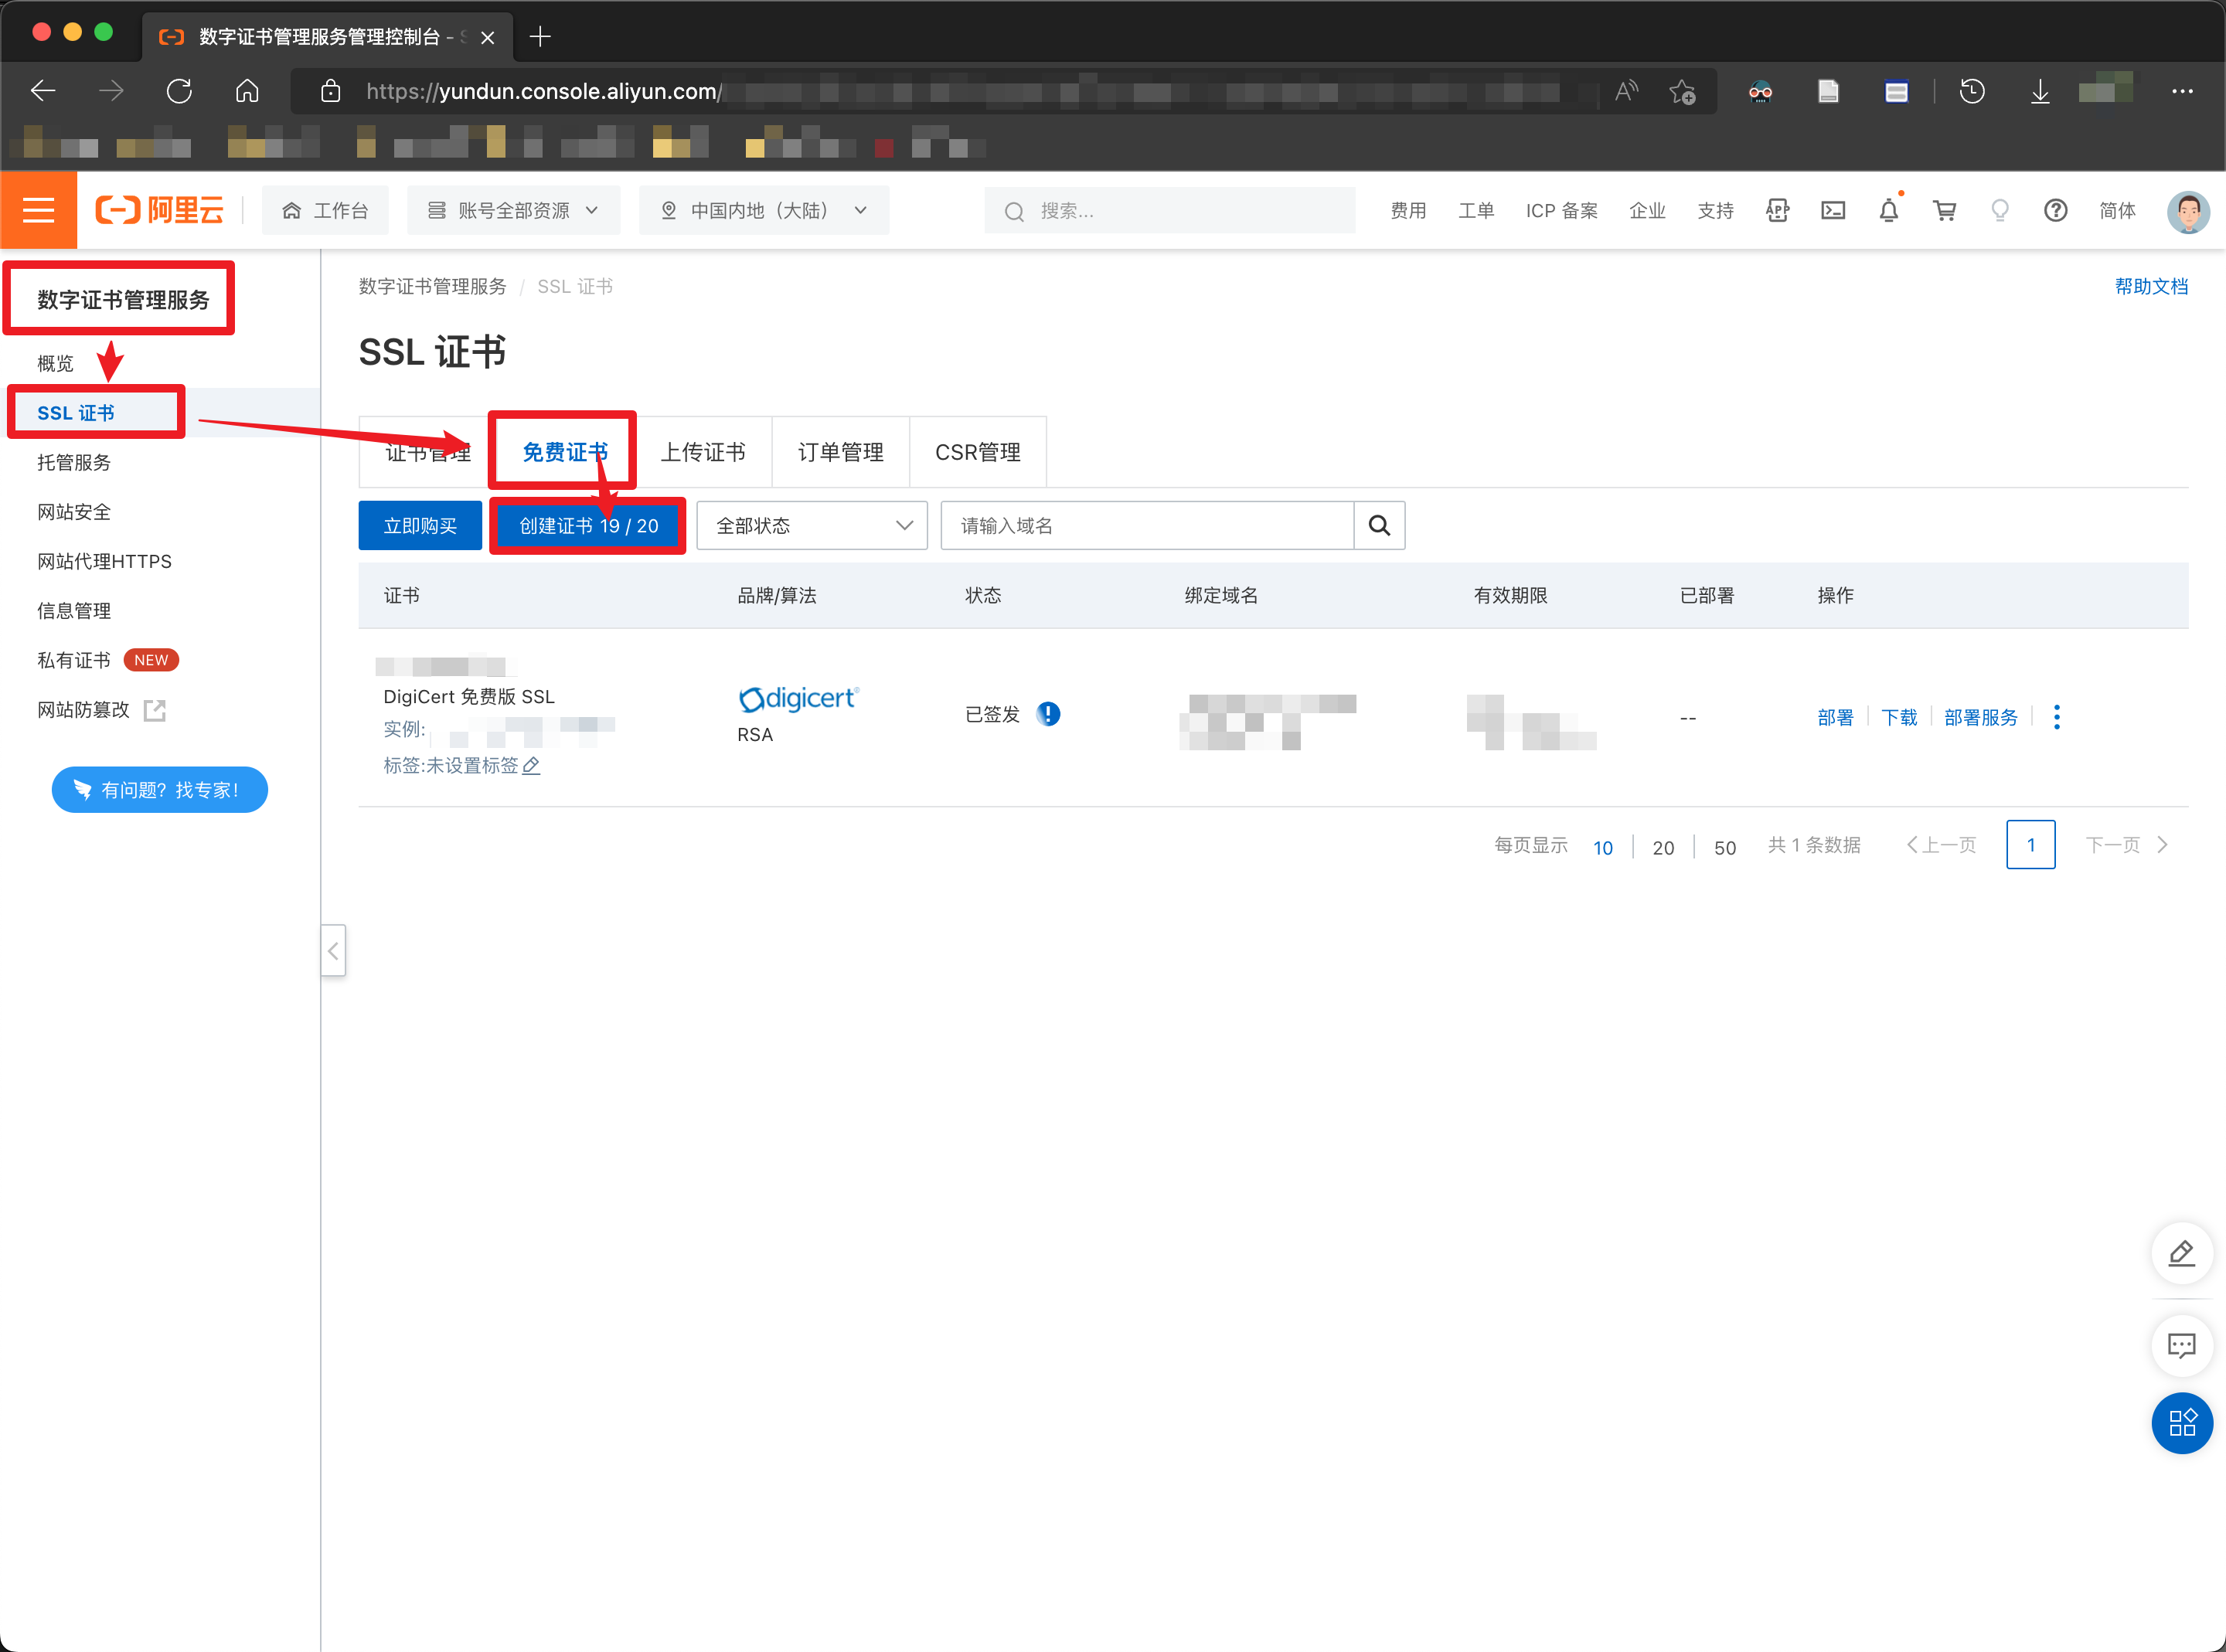 数字证书管理服务管理控制台 - S
https://yundun.console.aliyun.com/
阿里云
工作台
账号全部资源
中国内地（大陆）
搜索...
费用
工单
ICP 备案
企业
支持
APP
简体
数字证书管理服务
概览
SSL 证书
托管服务
网站安全
网站代理HTTPS
信息管理
私有证书 NEW
网站防篡改
有问题？找专家！
数字证书管理服务 / SSL 证书
帮助文档
SSL 证书
证书管理
免费证书
上传证书
订单管理
CSR管理
立即购买
创建证书 19 / 20
全部状态
请输入域名
证书
品牌/算法
状态
绑定域名
有效期限
已部署
操作
DigiCert 免费版 SSL
实例:
标签:未设置标签
digicert®
RSA
已签发
--
部署
下载
部署服务
每页显示 10 20 50 共 1 条数据 上一页 1 下一页